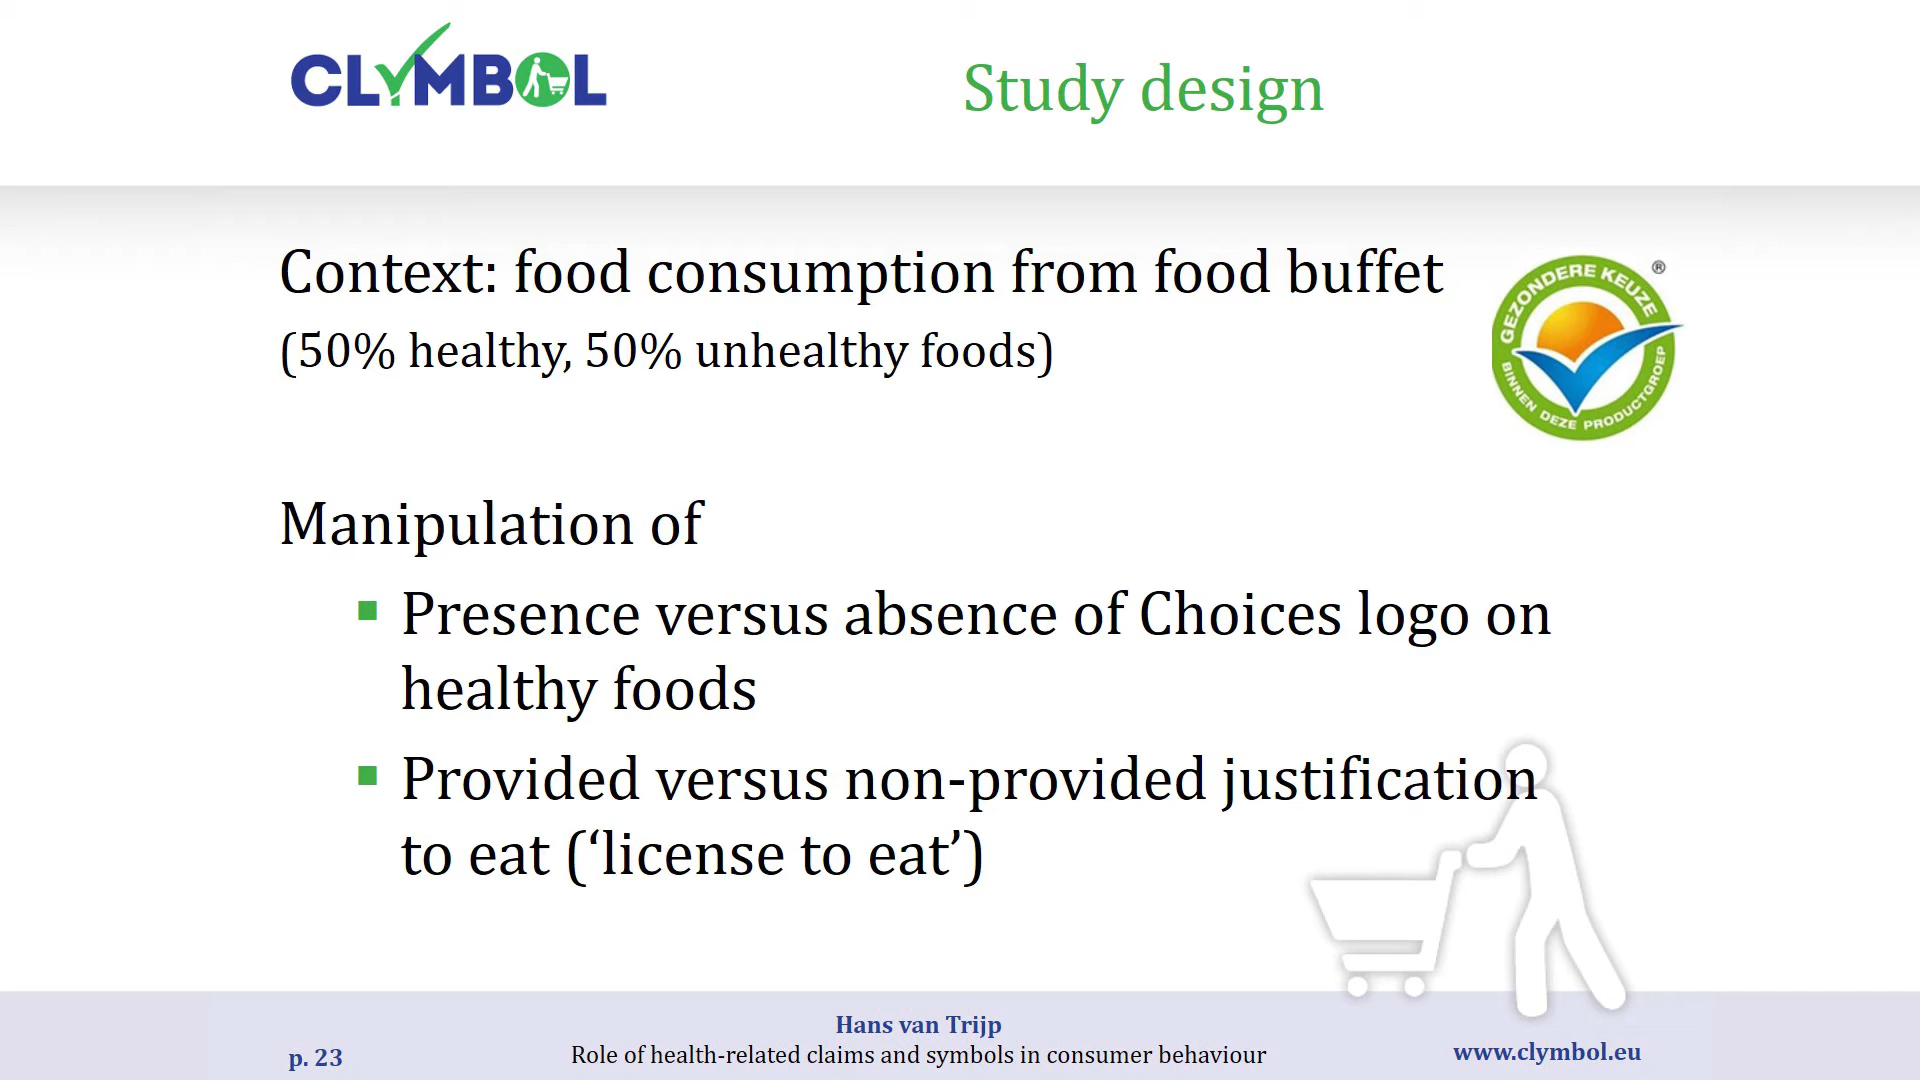 CLYMBOL
Study design
Context: food consumption from food buffet
(50% healthy, 50% unhealthy foods)
GEZONDERE KEUZE ®
BINNEN DEZE PRODUCTGROEP
Manipulation of
▪ Presence versus absence of Choices logo on
healthy foods
▪ Provided versus non-provided justification
to eat (‘license to eat’)
Hans van Trijp
p. 23
Role of health-related claims and symbols in consumer behaviour
www.clymbol.eu